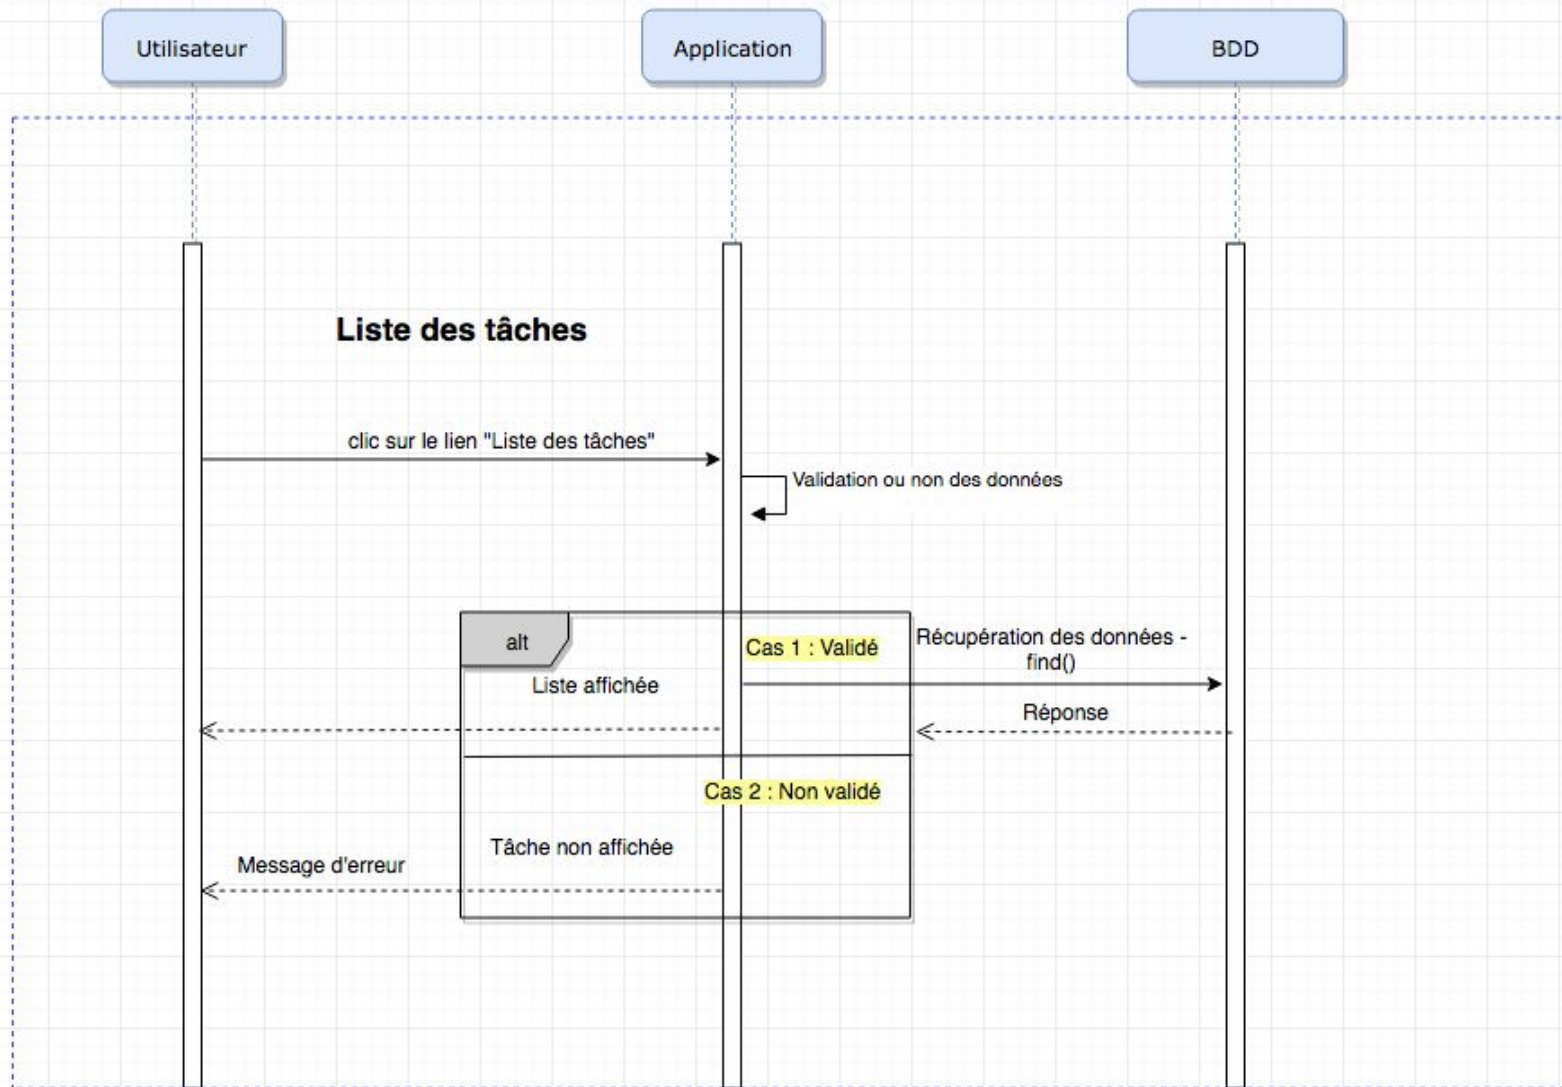 Utilisateur
Application
BDD
Liste des tâches
clic sur le lien "Liste des tâches"
Validation ou non des données
alt
Cas 1 : Validé
Récupération des données -
find()
Liste affichée
Réponse
Cas 2 : Non validé
Tâche non affichée
Message d'erreur